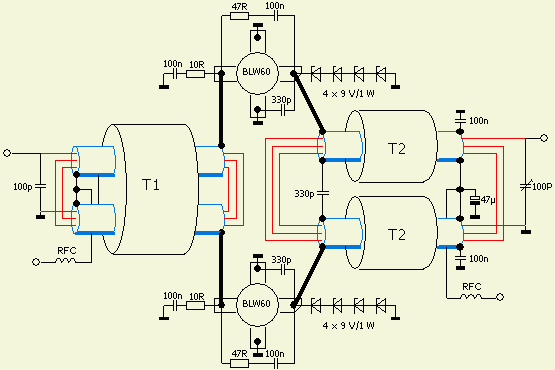 47R 100n
100n 10R
BLW60
4 x 9 V/1 W
330p
100n
T1
T2
100p
330p
100P
47µ
T2
RFC
330p
100n
100n 10R
BLW60
RFC
4 x 9 V/1 W
47R 100n